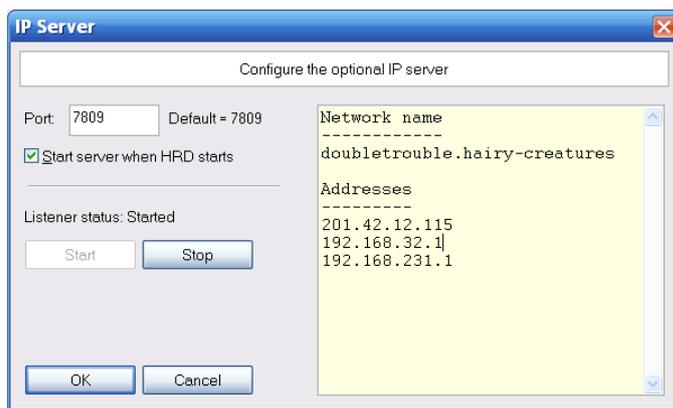 IP Server
Configure the optional IP server
Port: 7809 Default = 7809
Start server when HRD starts
Listener status: Started
Start Stop
OK Cancel
Network name
------------
doubletrouble.hairy-creatures
Addresses
---------
201.42.12.115
192.168.32.1
192.168.231.1